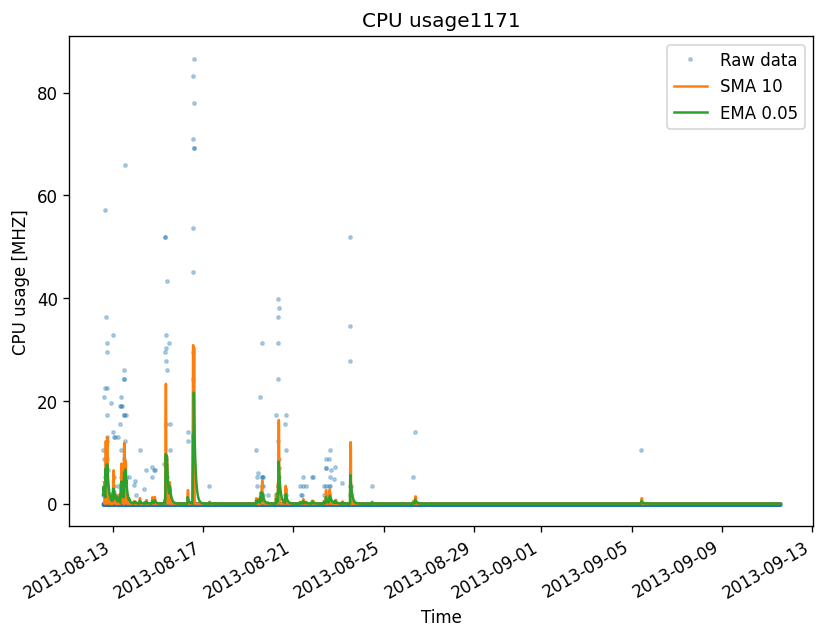 CPU usage1171
Raw data
SMA 10
EMA 0.05
CPU usage [MHZ]
80
60
40
20
0
2013-08-13
2013-08-17
2013-08-21
2013-08-25
2013-08-29
2013-09-01
2013-09-05
2013-09-09
2013-09-13
Time